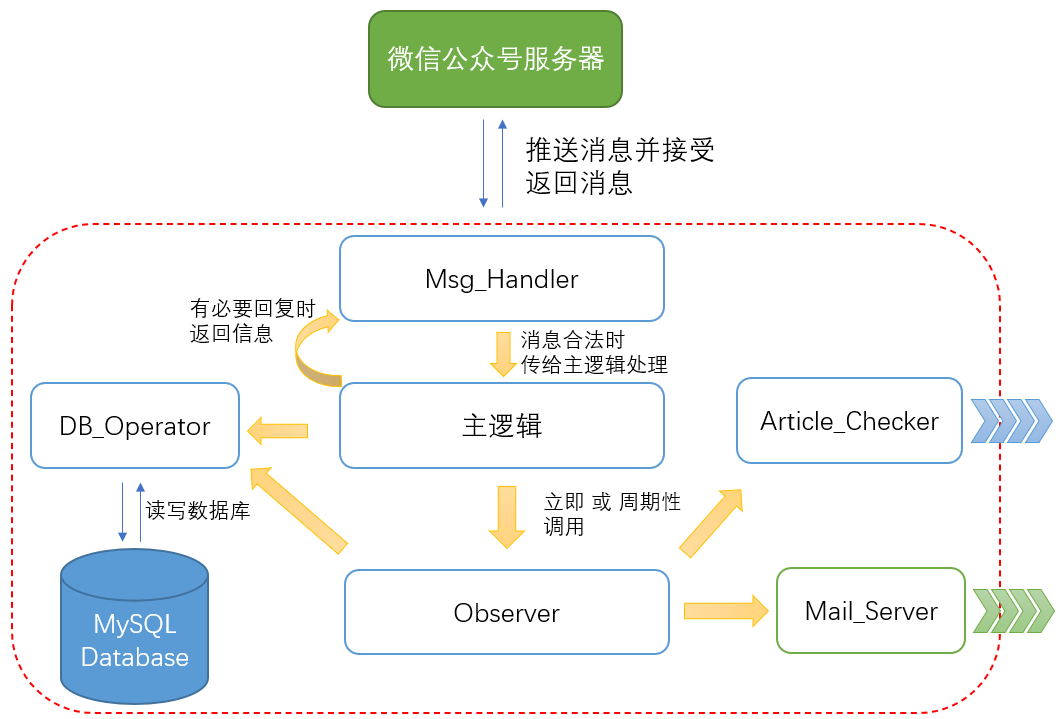 微信公众号服务器
推送消息并接受
返回消息
Msg_Handler
有必要回复时
返回信息
消息合法时
传给主逻辑处理
DB_Operator
主逻辑
Article_Checker
读写数据库
立即 或 周期性
调用
MySQL
Database
Observer
Mail_Server